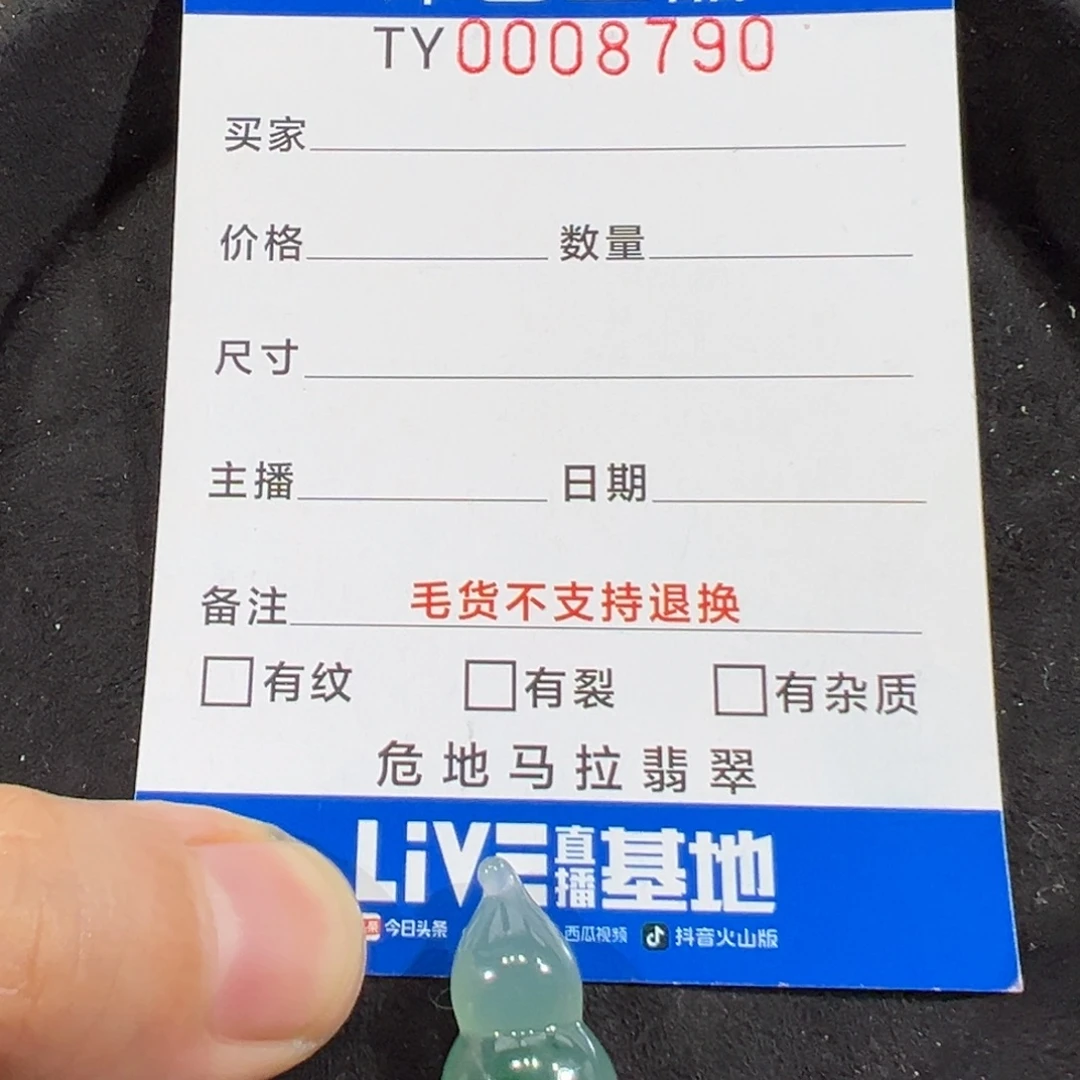 TY0008790
买家
价格 数量
尺寸
主播 日期
备注 毛货不支持退换
有纹 有裂 有杂质
危地马拉翡翠
LiVE直播基地
今日头条 西瓜视频 抖音火山版